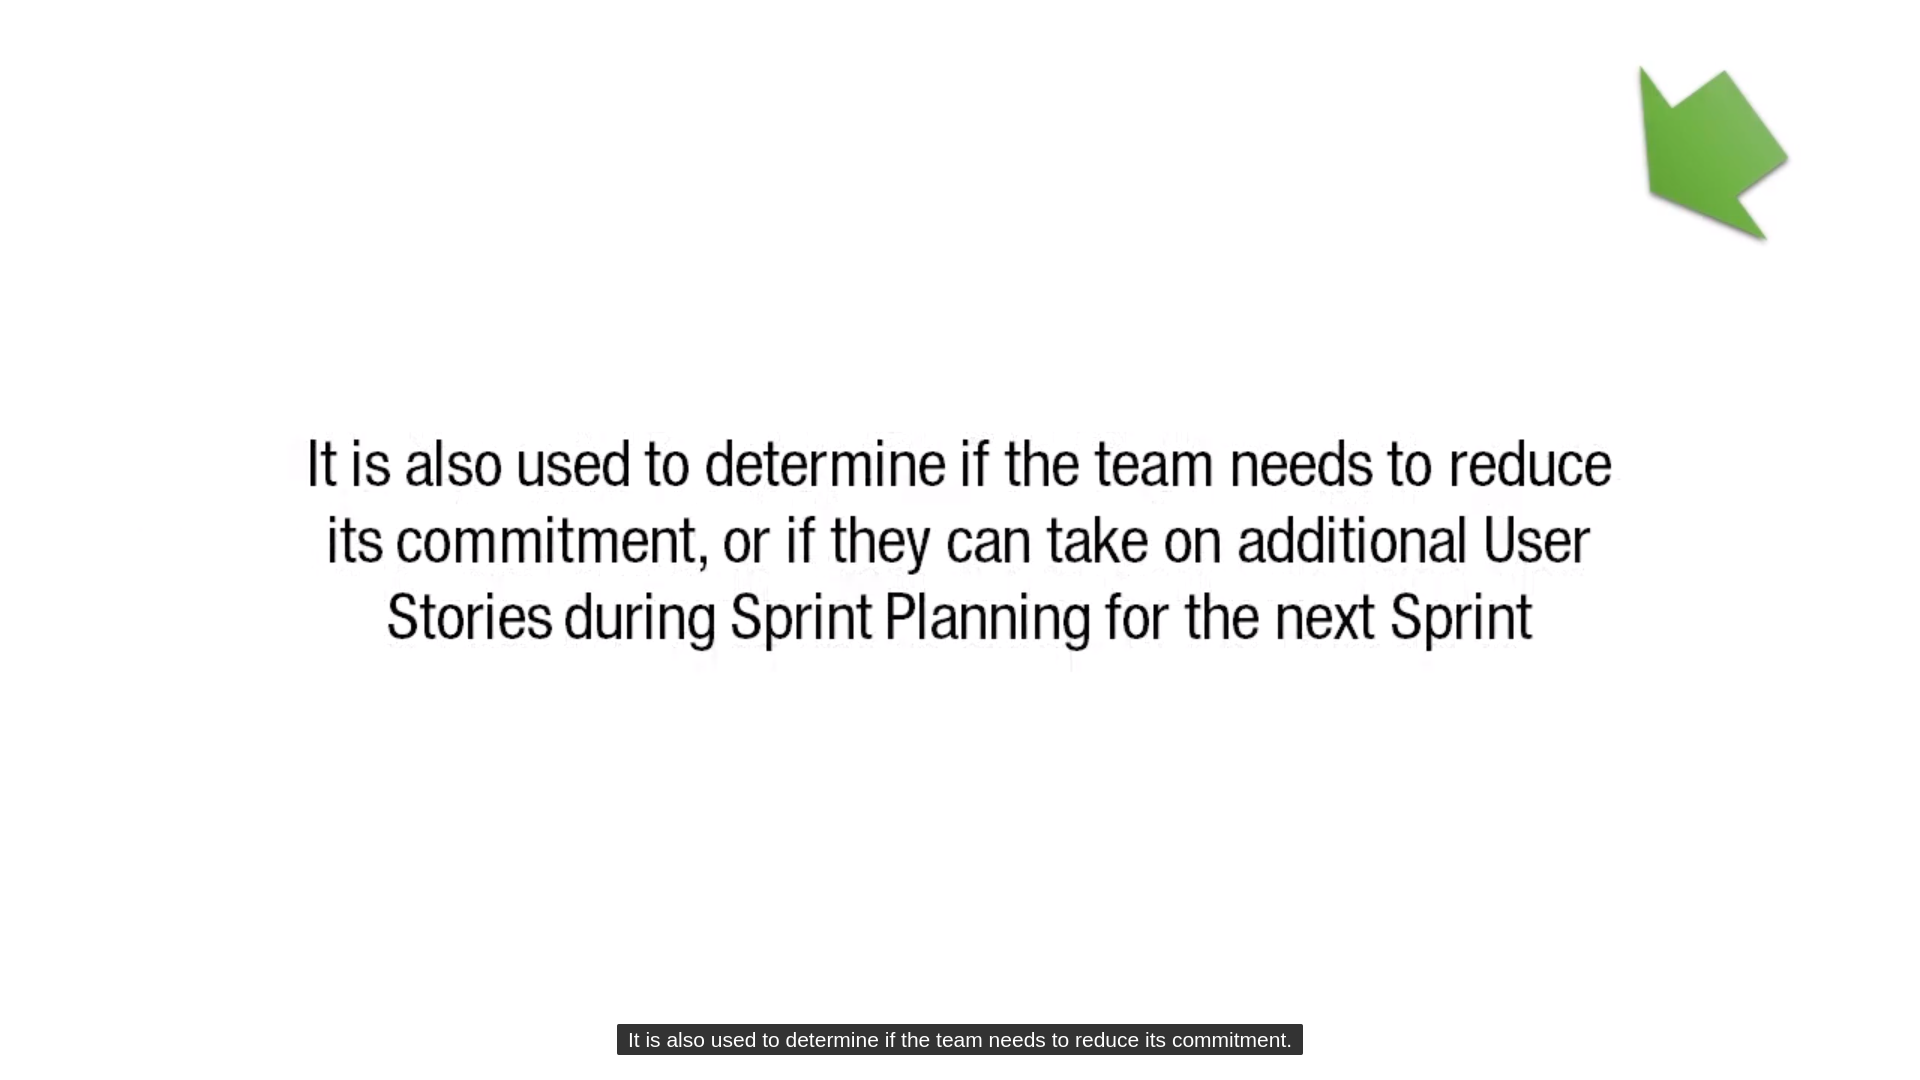 It is also used to determine if the team needs to reduce
its commitment, or if they can take on additional User
Stories during Sprint Planning for the next Sprint
It is also used to determine if the team needs to reduce its commitment.